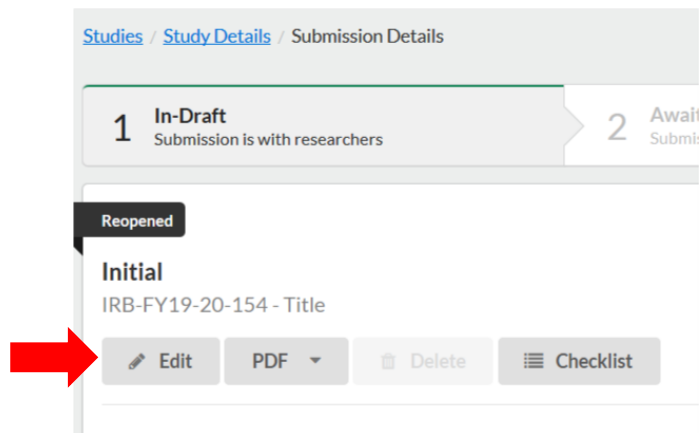 Studies / Study Details / Submission Details
1 In-Draft
Submission is with researchers
2
Reopened
Initial
IRB-FY19-20-154 - Title
Edit PDF Delete Checklist